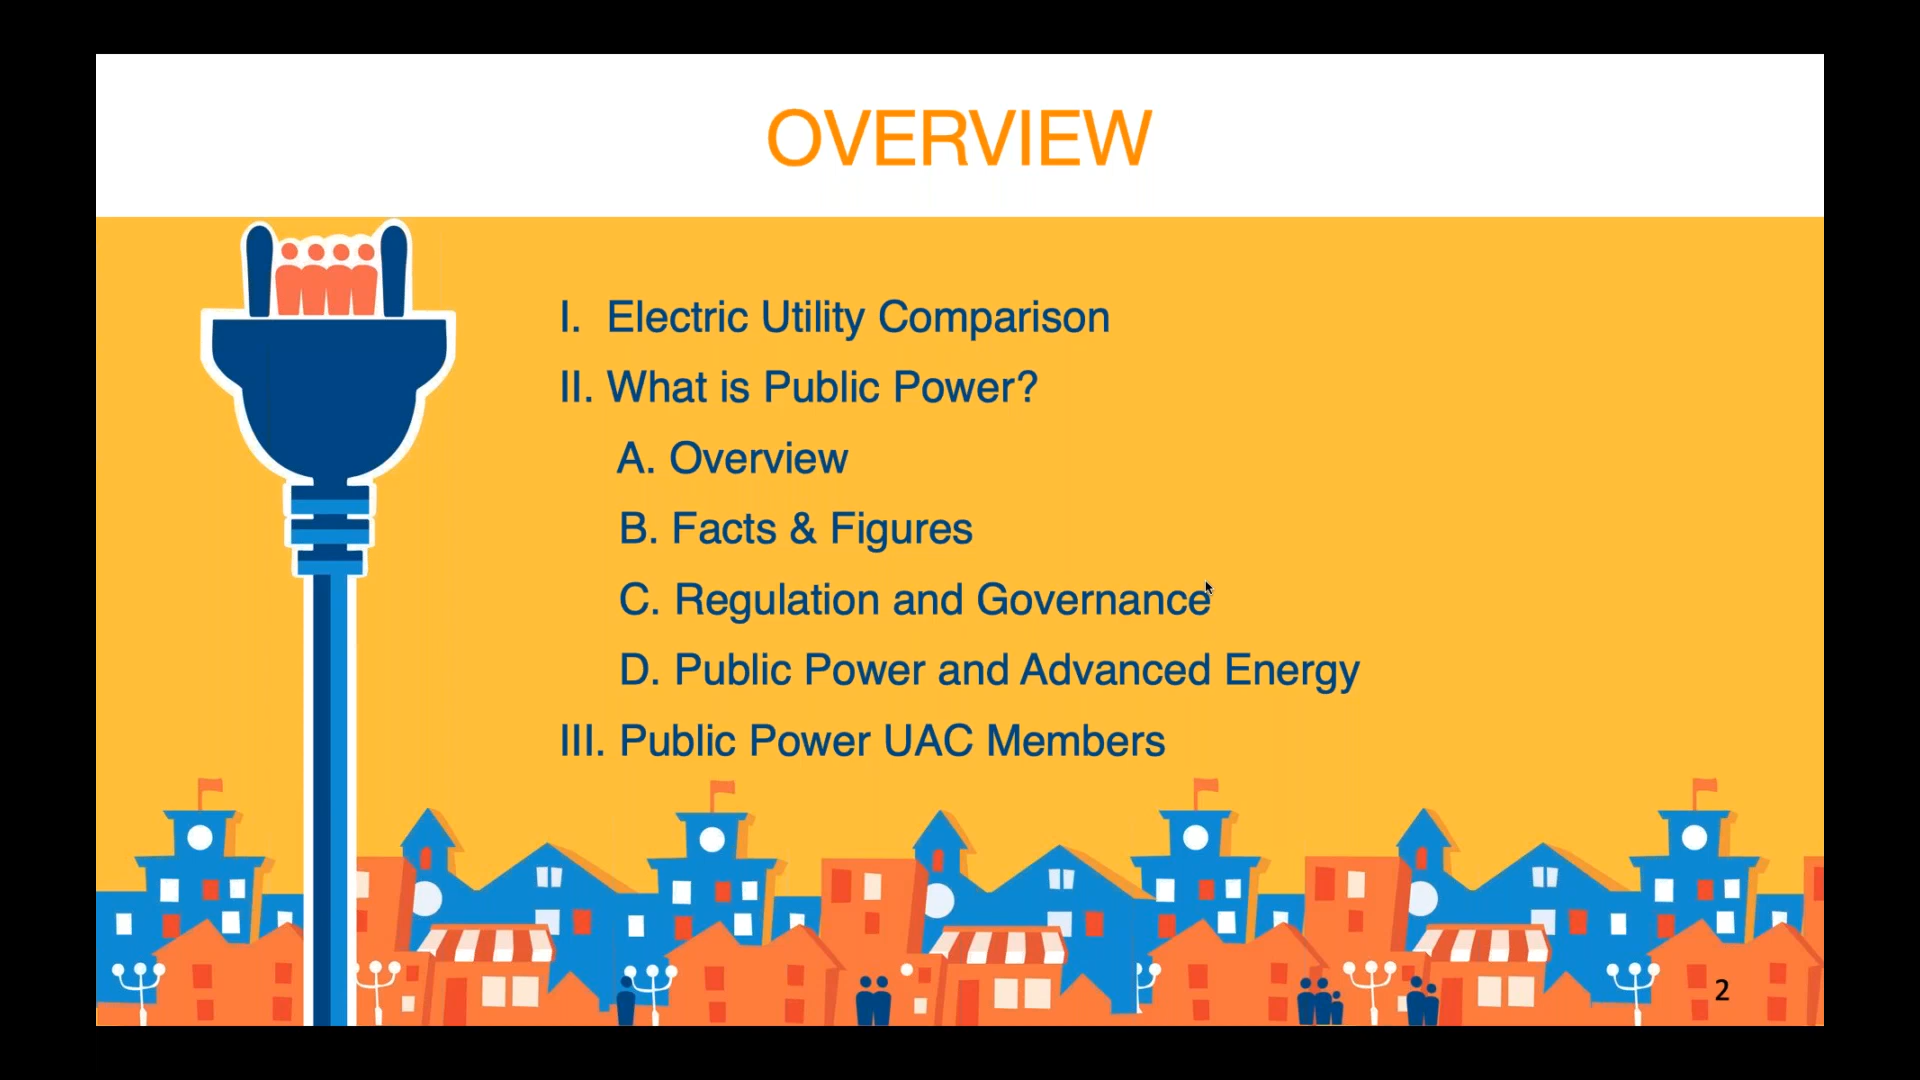 OVERVIEW
I. Electric Utility Comparison
II. What is Public Power?
A. Overview
B. Facts & Figures
C. Regulation and Governance
D. Public Power and Advanced Energy
III. Public Power UAC Members
2